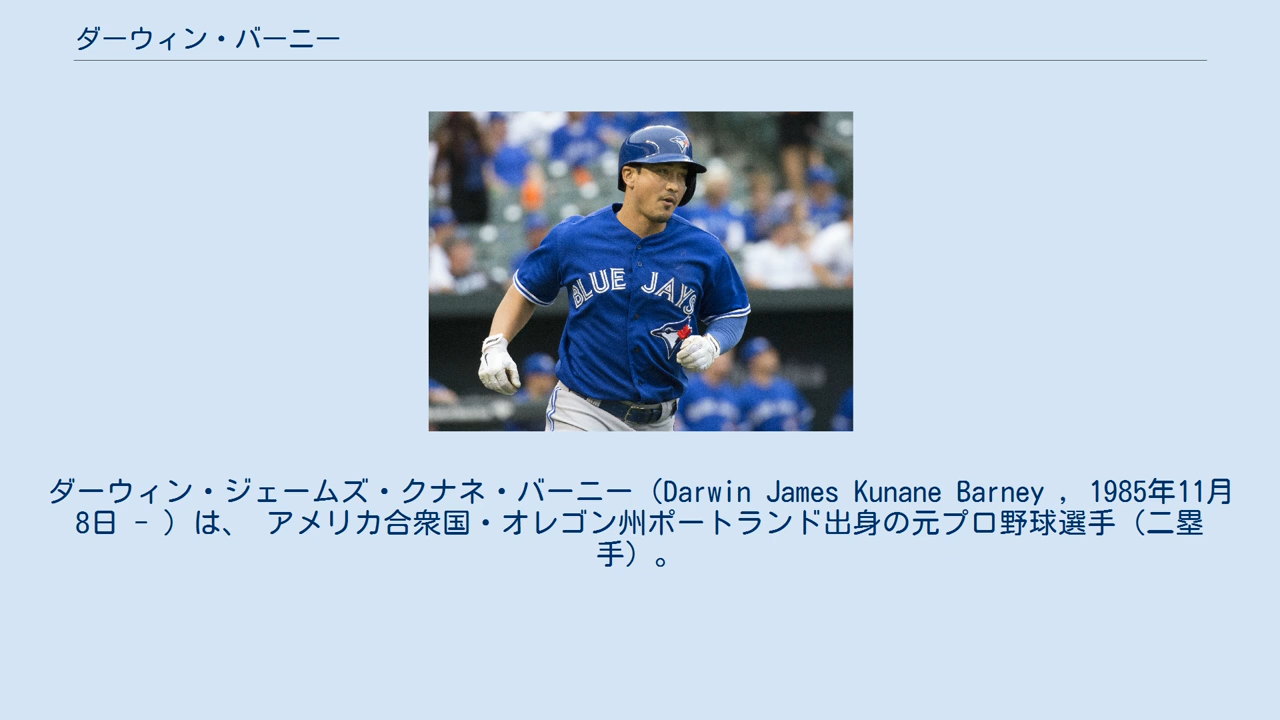 ダーウィン・バーニー
BLUE JAYS
ダーウィン・ジェームズ・クナネ・バーニー（Darwin James Kunane Barney , 1985年11月
8日 - ）は、 アメリカ合衆国・オレゴン州ポートランド出身の元プロ野球選手（二塁
手）。